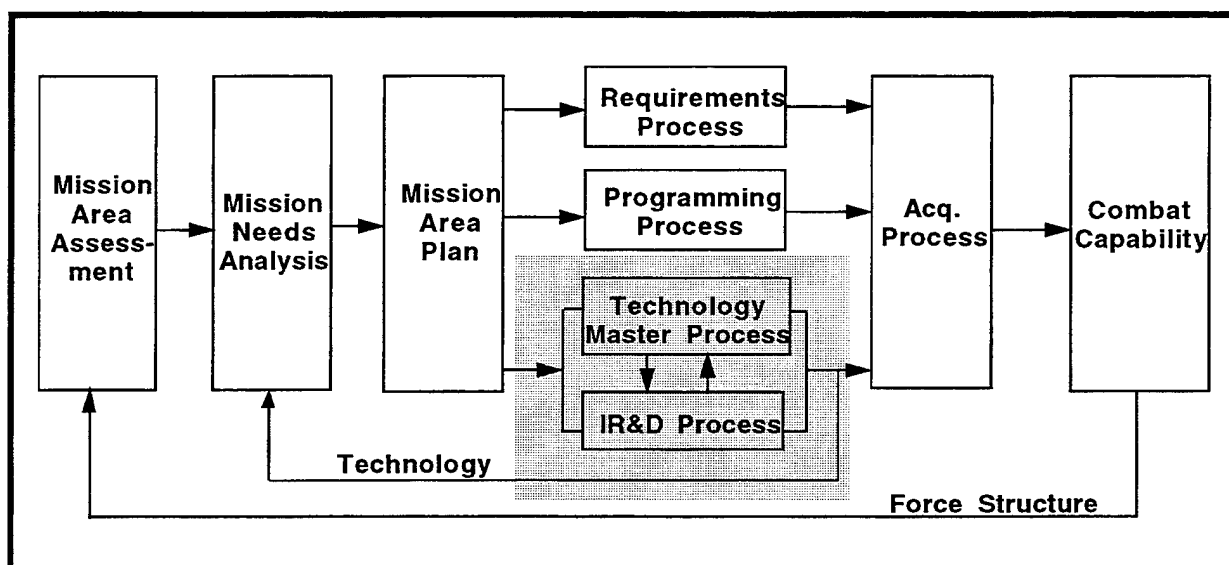 Mission
Area
Assess-
ment
Mission
Needs
Analysis
Mission
Area
Plan
Requirements
Process
Programming
Process
Technology
Master Process
IR&D Process
Acq.
Process
Combat
Capability
Technology
Force Structure